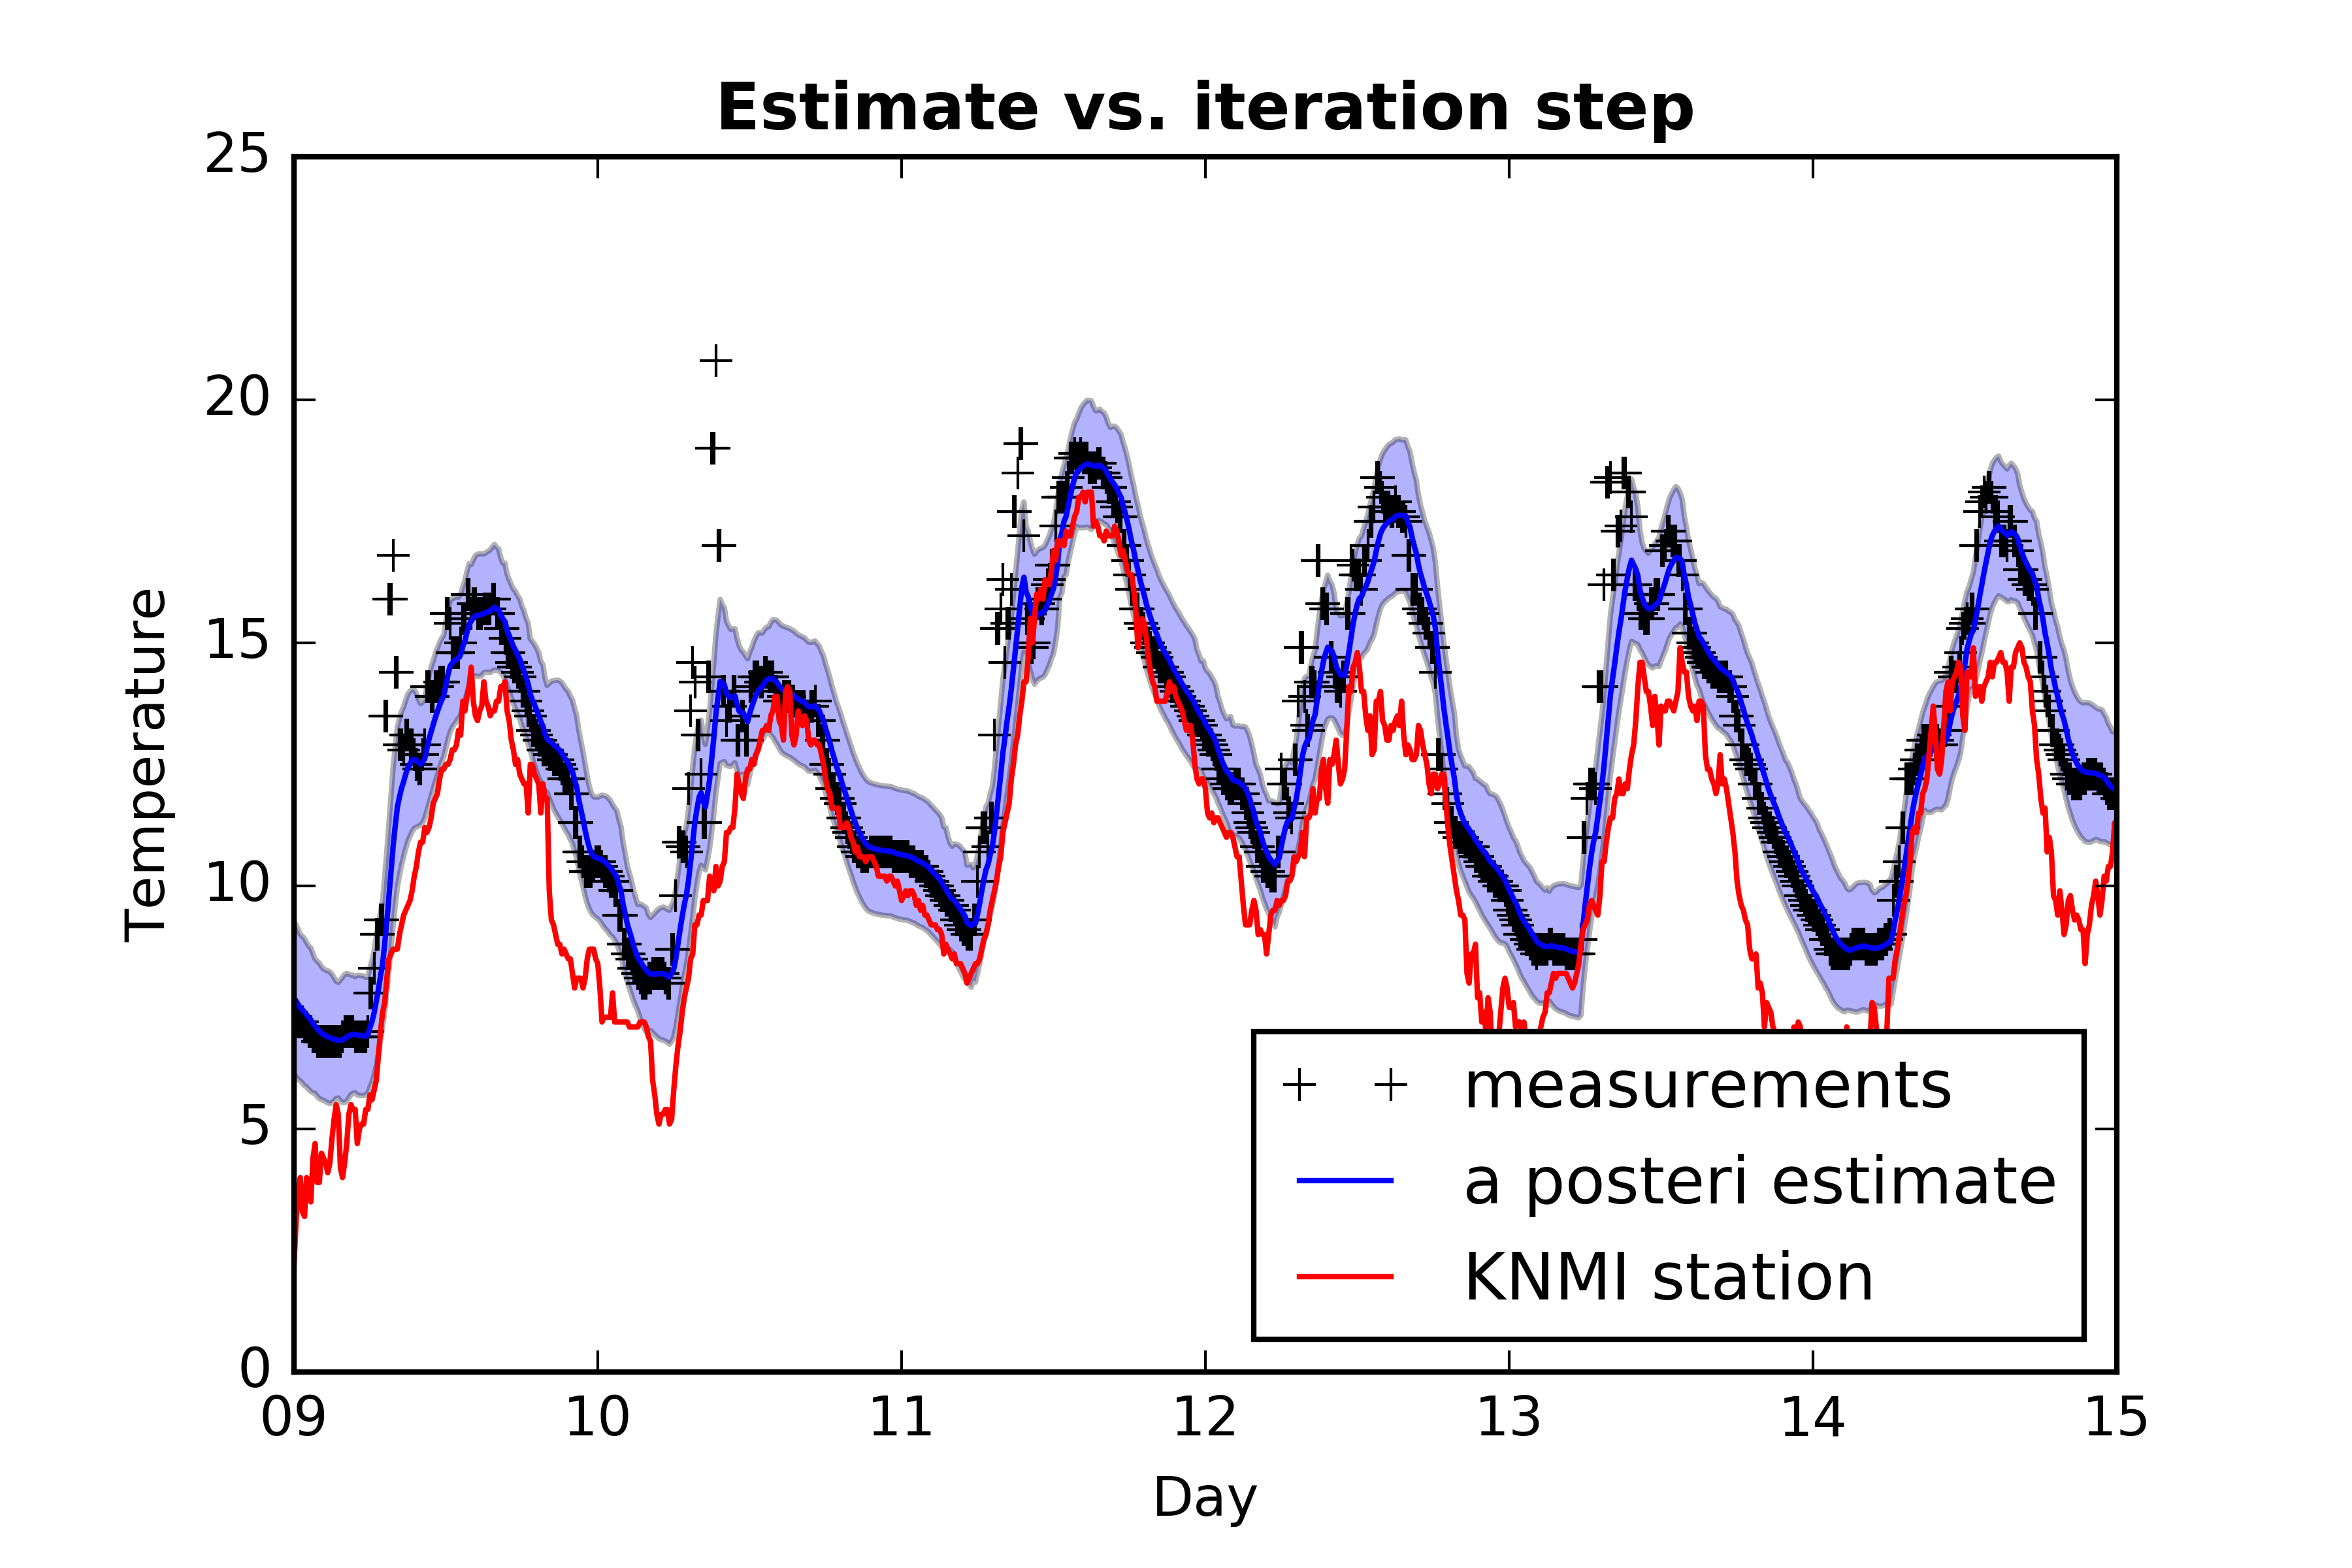 Estimate vs. iteration step
25
20
15
10
5
0
Temperature
09 10 11 12 13 14 15
Day
measurements
a posteri estimate
KNMI station